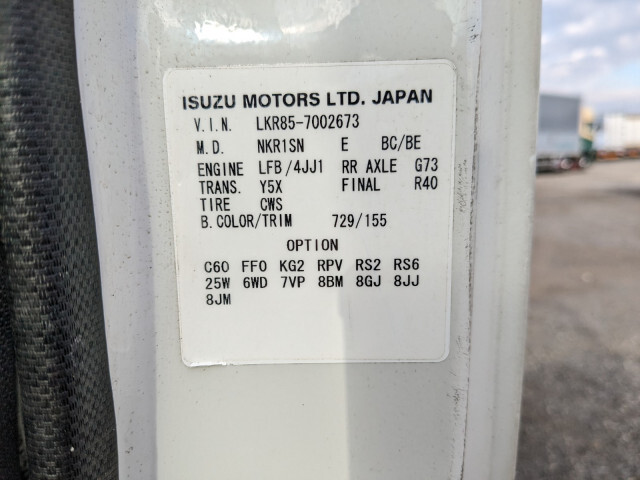 ISUZU MOTORS LTD. JAPAN
V.I.N. LKR85-7002673
M.D. NKR1SN E BC/BE
ENGINE LFB/4JJ1 RR AXLE G73
TRANS. Y5X FINAL R40
TIRE CWS
B.COLOR/TRIM 729/155
OPTION
C60 FF0 KG2 RPV RS2 RS6
25W 6WD 7VP 8BM 8GJ 8JJ
8JM